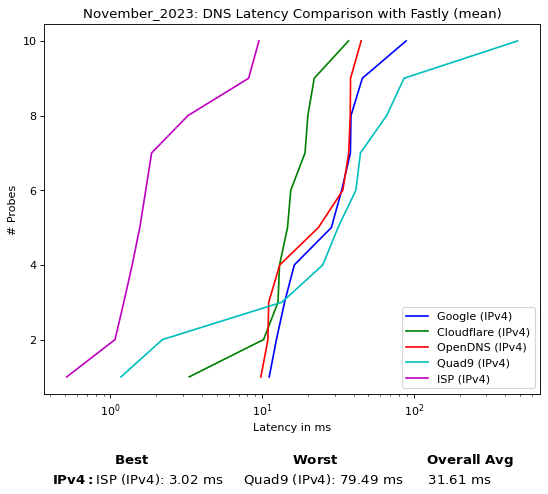 November_2023: DNS Latency Comparison with Fastly (mean)
10
8
6
4
2
# Probes
10⁰
10¹
10²
Latency in ms
Google (IPv4)
Cloudflare (IPv4)
OpenDNS (IPv4)
Quad9 (IPv4)
ISP (IPv4)
Best Worst Overall Avg
IPv4: ISP (IPv4): 3.02 ms Quad9 (IPv4): 79.49 ms 31.61 ms